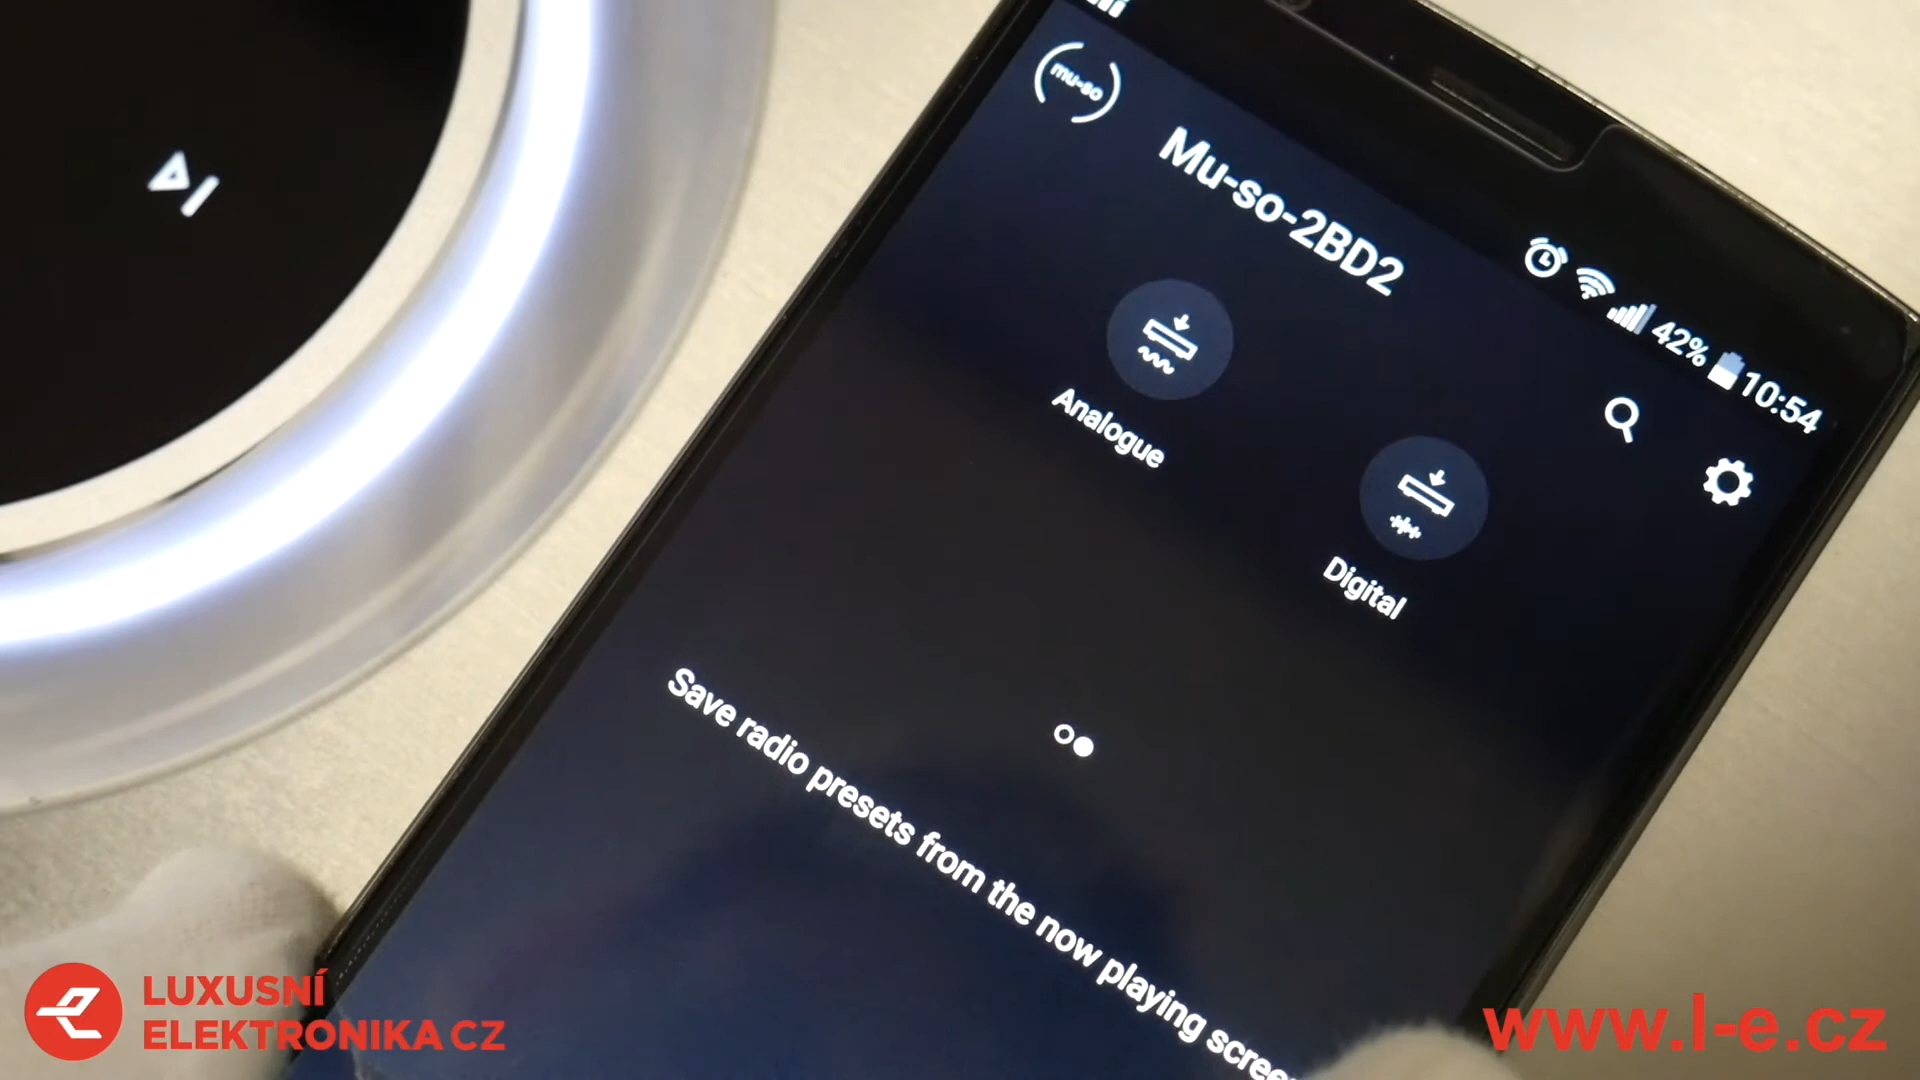 mu-so
Mu-so-2BD2
42% 10:54
Analogue
Digital
Save radio presets from the now playing screen
LUXUSNÍ
ELEKTRONIKA CZ
www.l-e.cz